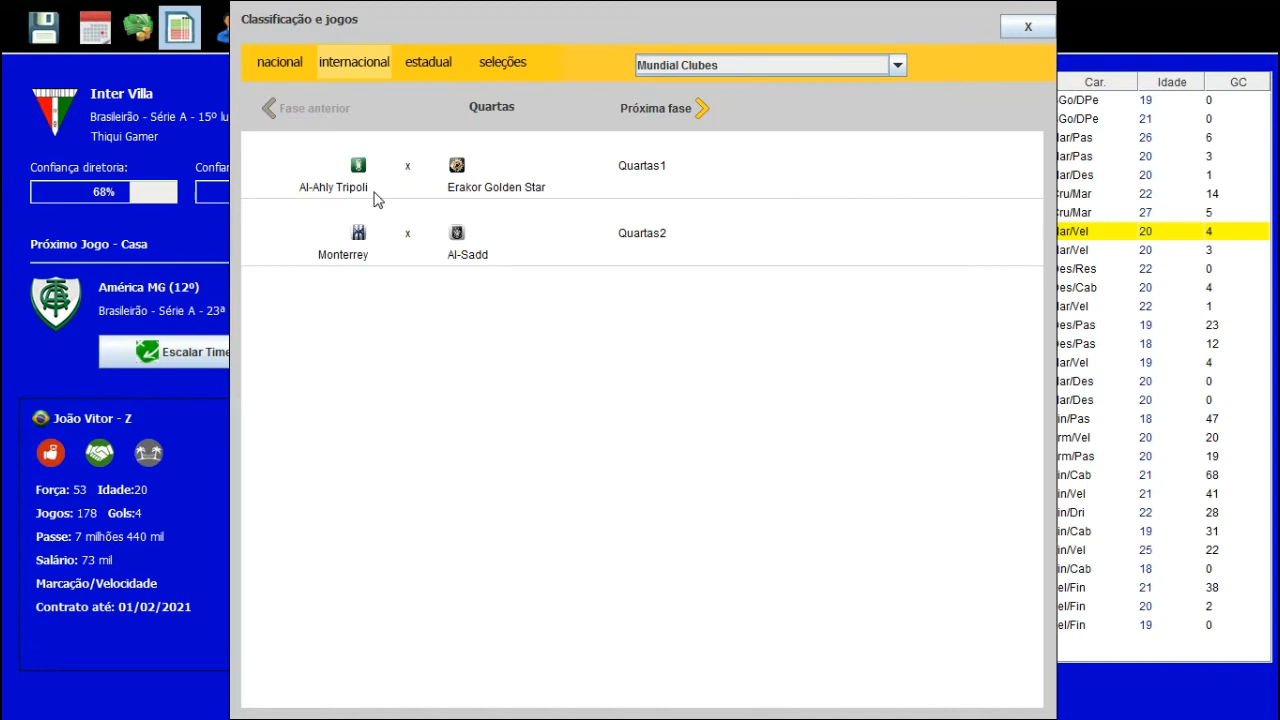 Classificação e jogos
X
nacional internacional estadual seleções
Mundial Clubes
Fase anterior Quartas Próxima fase
x Quartas1
Al-Ahly Tripoli Erakor Golden Star
x Quartas2
Monterrey Al-Sadd
Inter Villa
Brasileirão - Série A - 15º lu
Thiqui Gamer
Confiança diretoria: Confian
68%
Próximo Jogo - Casa
América MG (12º)
Brasileirão - Série A - 23ª
Escalar Time
João Vitor - Z
Força: 53 Idade:20
Jogos: 178 Gols:4
Passe: 7 milhões 440 mil
Salário: 73 mil
Marcação/Velocidade
Contrato até: 01/02/2021
Car. Idade GC
Go/DPe 19 0
Go/DPe 21 0
Mar/Pas 26 6
Mar/Pas 20 3
Mar/Des 20 1
Cru/Mar 22 14
Cru/Mar 27 5
Mar/Vel 20 4
Mar/Vel 20 3
Des/Res 22 0
Des/Cab 20 4
Mar/Vel 22 1
Des/Pas 19 23
Des/Pas 18 12
Mar/Vel 19 4
Mar/Des 20 0
Mar/Des 20 0
in/Pas 18 47
rm/Vel 20 20
rm/Pas 20 19
in/Cab 21 68
in/Vel 21 41
in/Dri 22 28
in/Cab 19 31
in/Vel 25 22
in/Cab 18 0
el/Fin 21 38
el/Fin 20 2
el/Fin 19 0